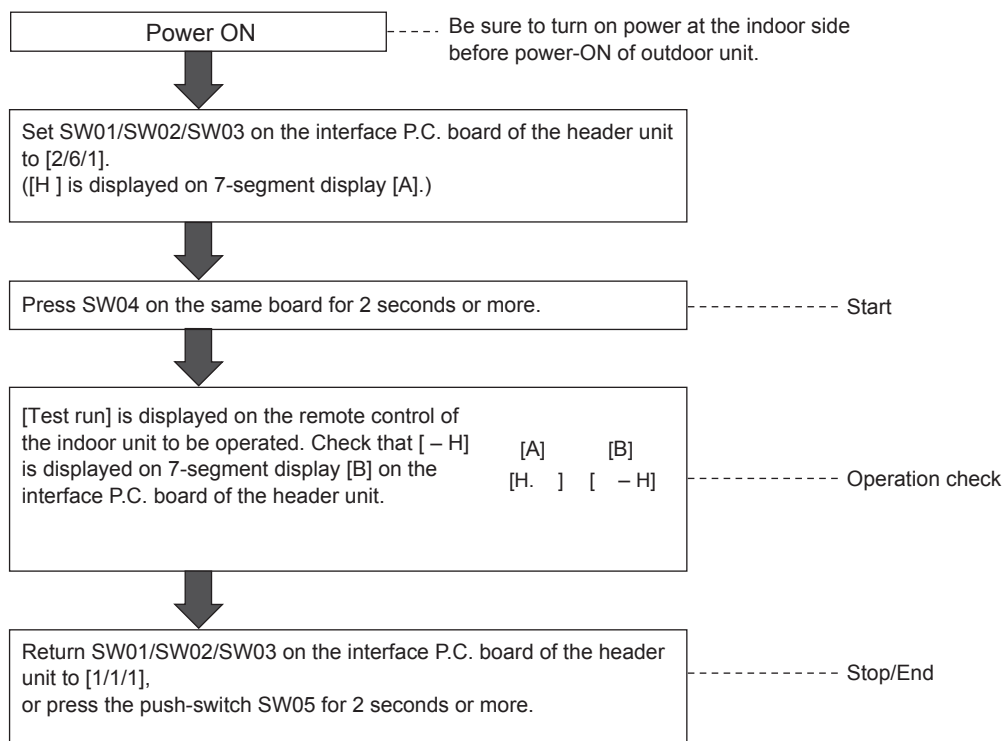 Power ON
Be sure to turn on power at the indoor side
before power-ON of outdoor unit.
Set SW01/SW02/SW03 on the interface P.C. board of the header unit
to [2/6/1].
([H ] is displayed on 7-segment display [A].)
Press SW04 on the same board for 2 seconds or more.
Start
[Test run] is displayed on the remote control of
the indoor unit to be operated. Check that [ – H]
is displayed on 7-segment display [B] on the
interface P.C. board of the header unit.
[A] [B]
[H. ] [ – H]
Operation check
Return SW01/SW02/SW03 on the interface P.C. board of the header
unit to [1/1/1],
or press the push-switch SW05 for 2 seconds or more.
Stop/End